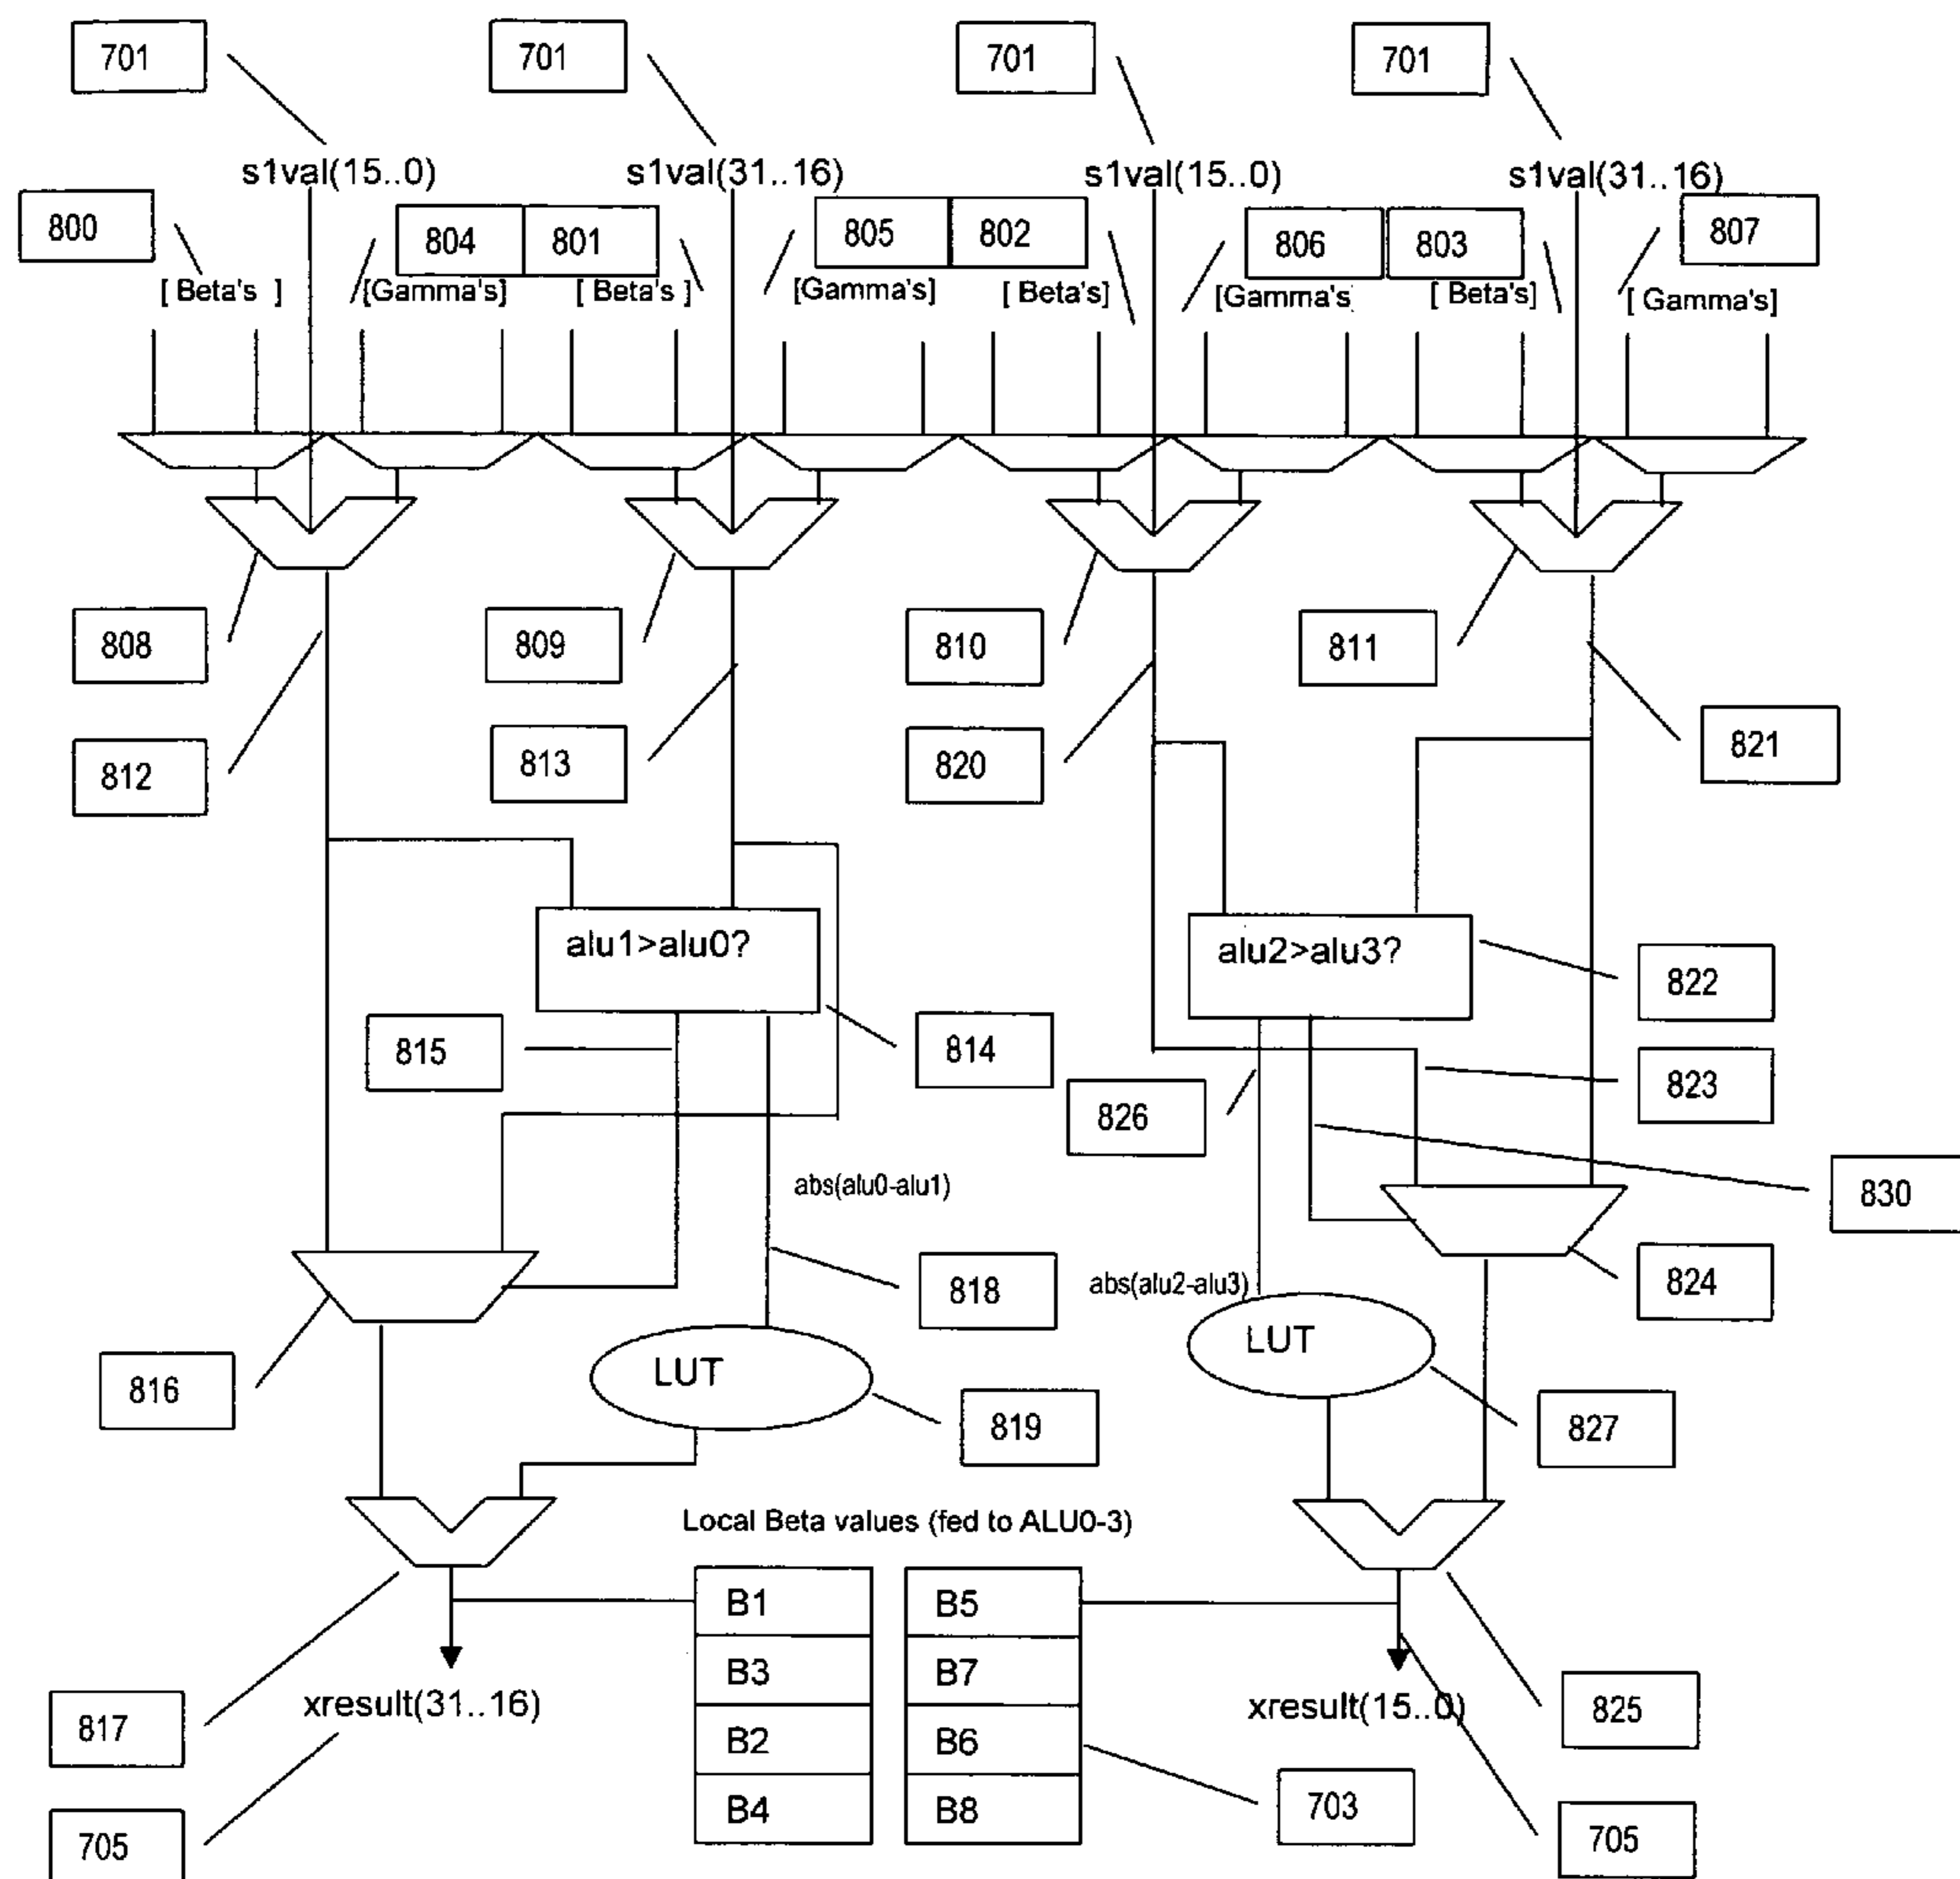 701 701 701 701
s1val(15..0) s1val(31..16) s1val(15..0) s1val(31..16)
800 804 801 805 802 806 803 807
[ Beta's ] [Gamma's] [ Beta's ] [Gamma's] [ Beta's] [Gamma's [ Beta's] [ Gamma's]
808 809 810 811
812 813 820 821
alu1>alu0? alu2>alu3?
822
815 814
823
826
abs(alu0-alu1)
830
818 abs(alu2-alu3)
824
LUT LUT
816
819 827
Local Beta values (fed to ALU0-3)
B1 B5
B3 B7
817 xresult(31..16) xresult(15..0) 825
B2 B6
B4 B8
703
705 705